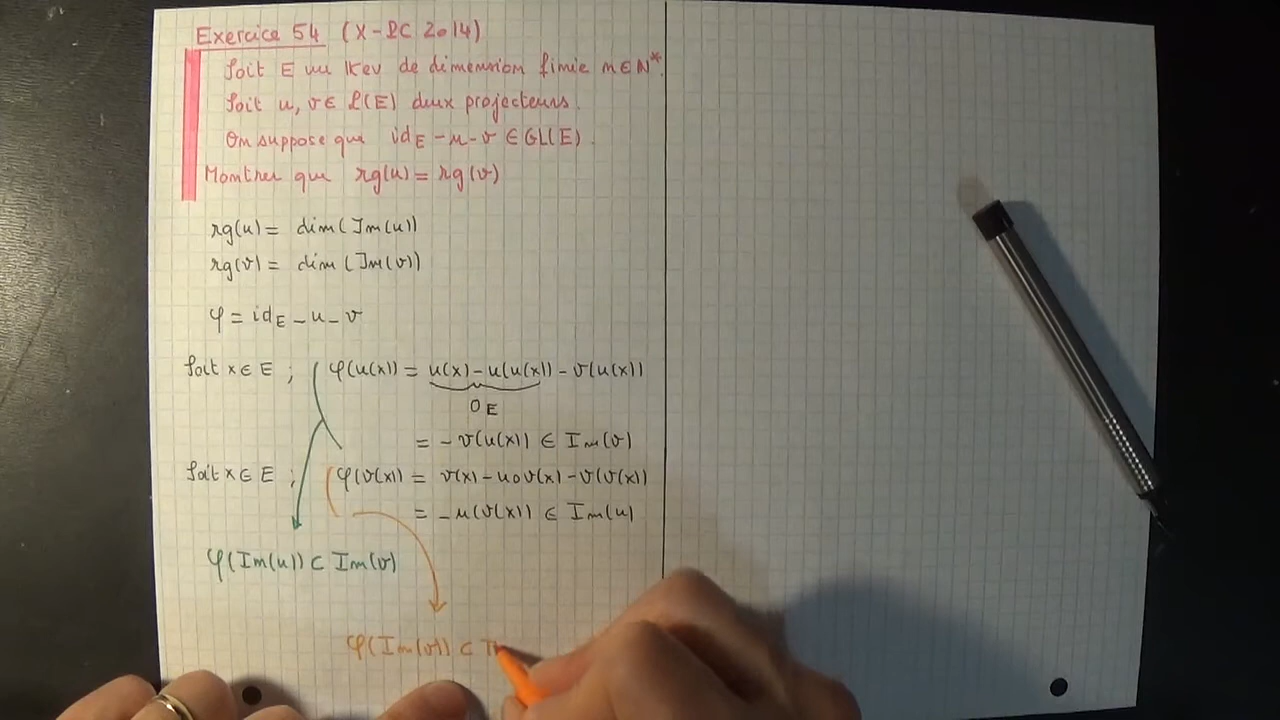 Exercice 54 (X-PC 2014)
Soit E un Kev de dimension finie n∈N*.
Soit u, v ∈ L(E) deux projecteurs.
On suppose que id_E - u - v ∈ GL(E).
Montrer que rg(u) = rg(v)
rg(u) = dim(Im(u))
rg(v) = dim(Im(v))
φ = id_E - u - v
Soit x∈E ; φ(u(x)) = u(x) - u(u(x)) - v(u(x))
0_E
= - v(u(x)) ∈ Im(v)
Soit x∈E ; φ(v(x)) = v(x) - u∘v(x) - v(v(x))
= - u(v(x)) ∈ Im(u)
φ(Im(u)) ⊂ Im(v)
φ(Im(v)) ⊂ I